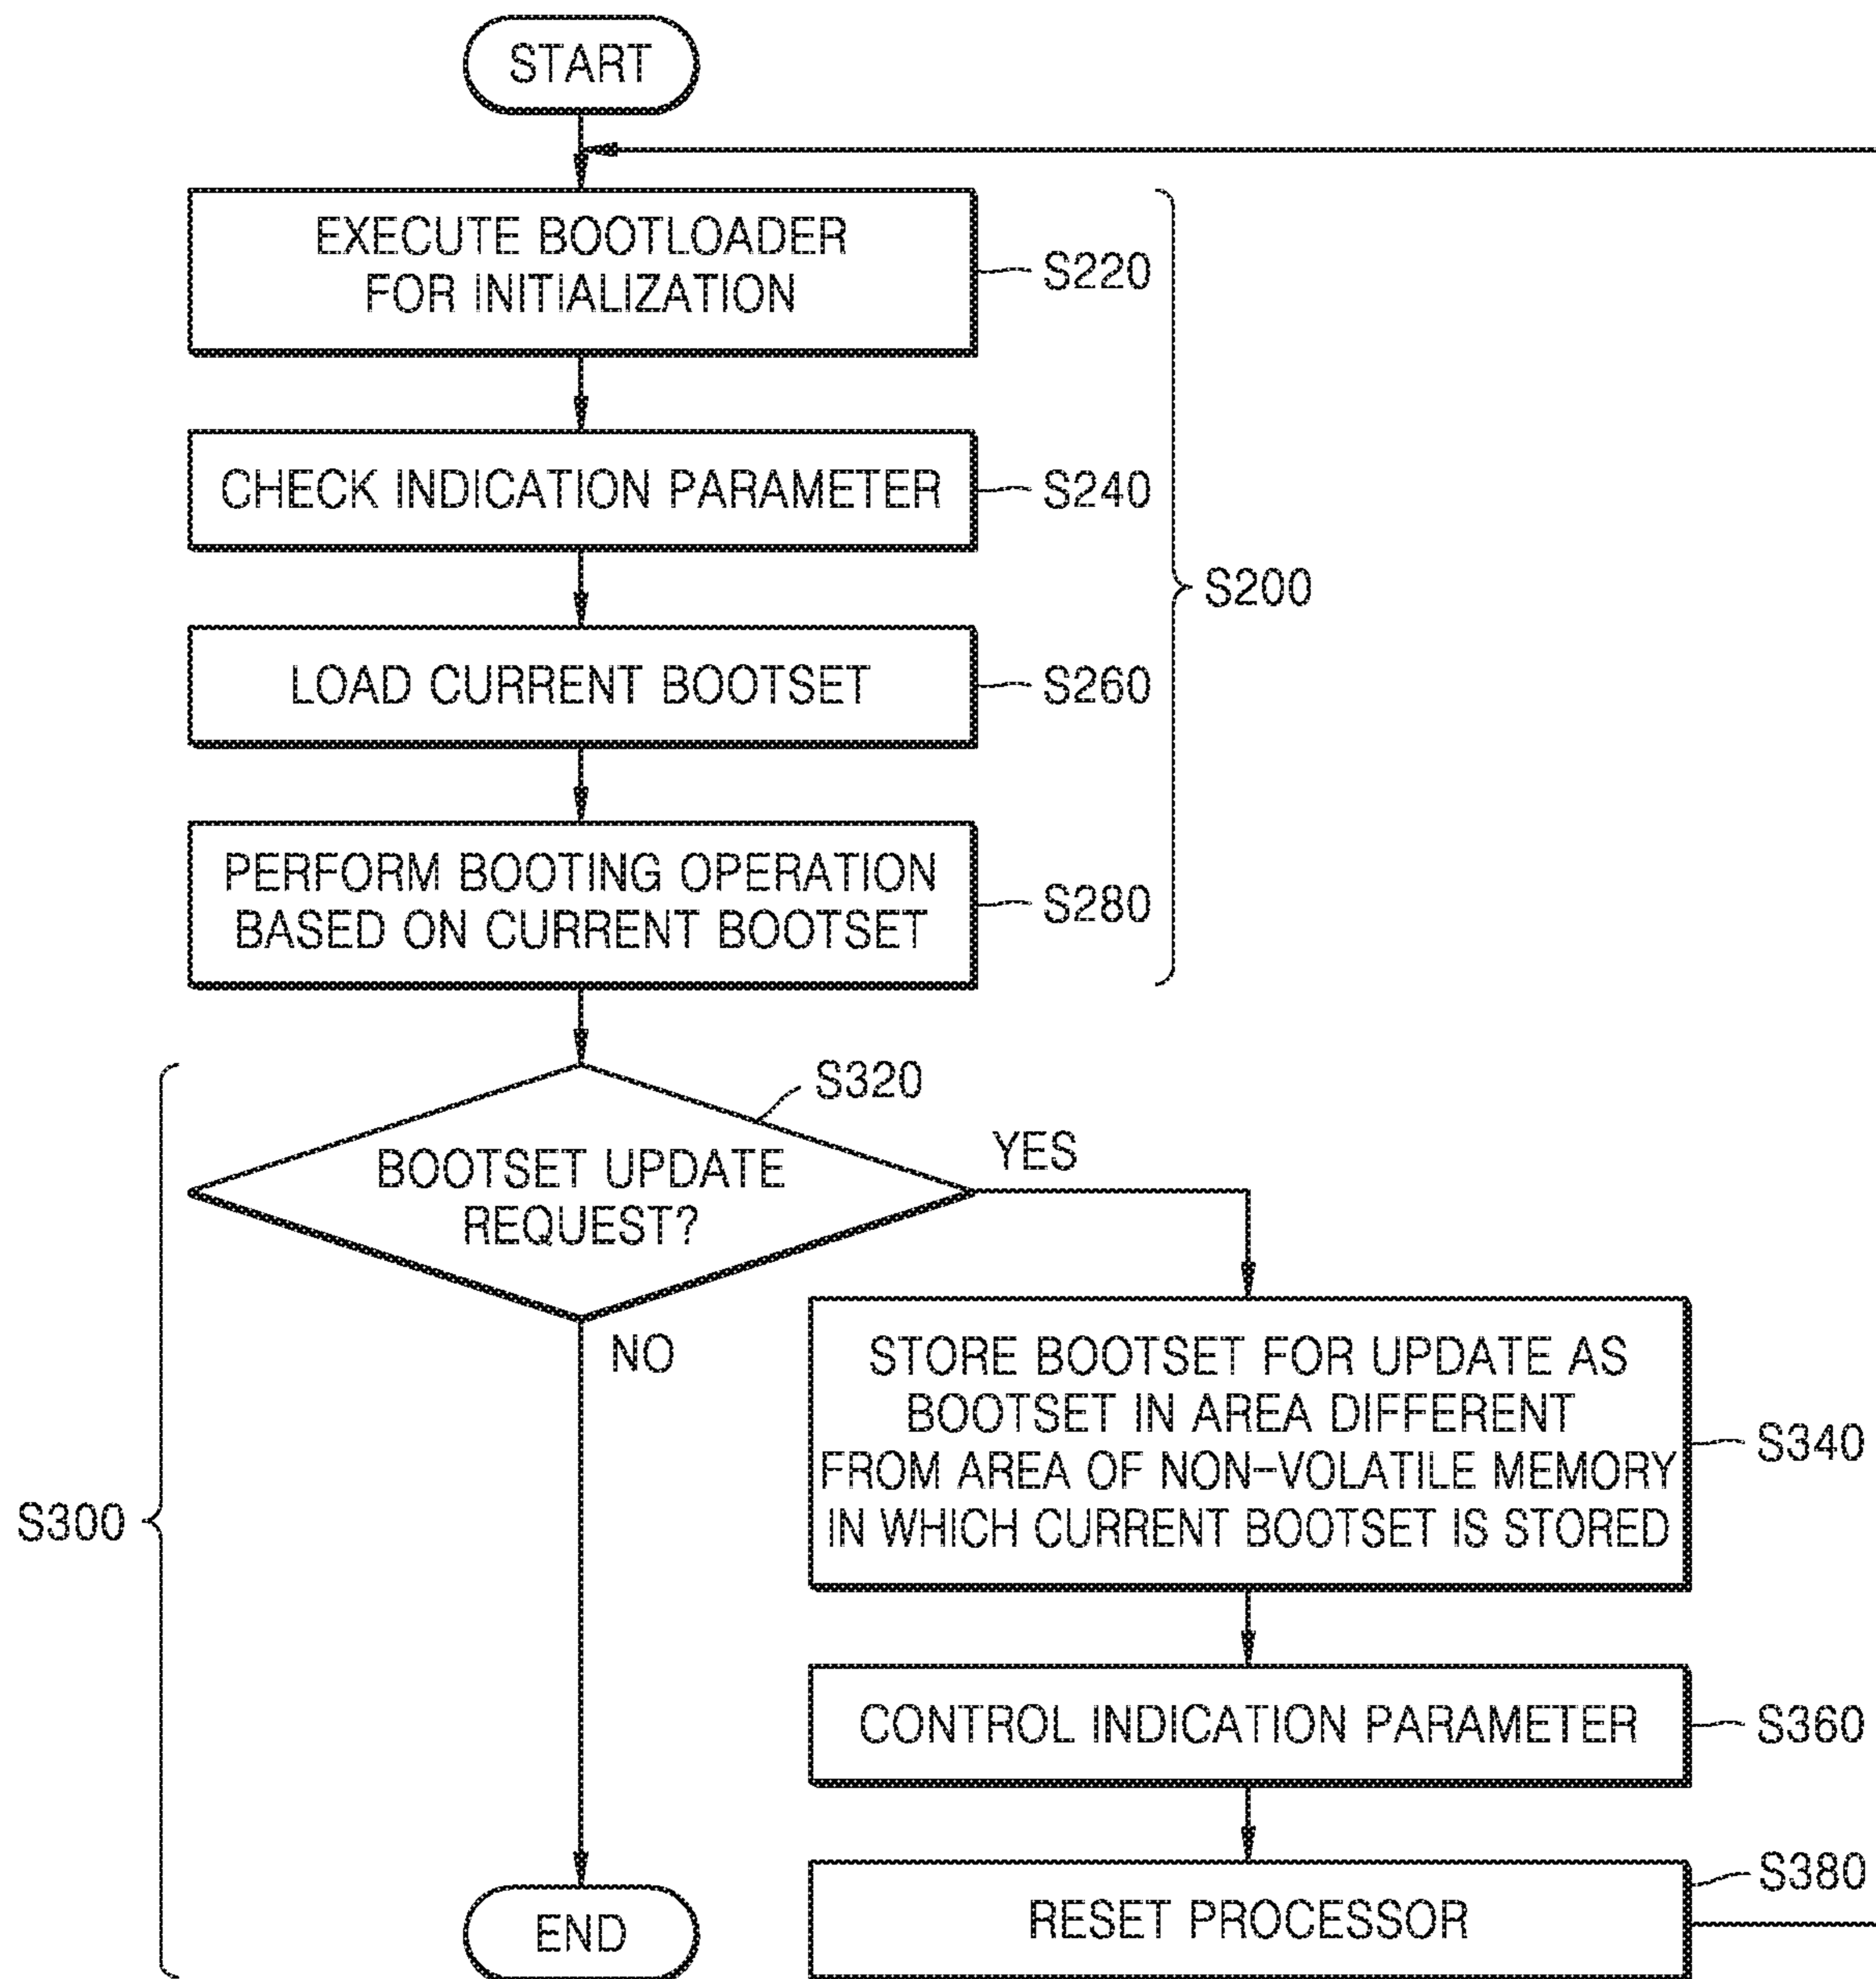 START
EXECUTE BOOTLOADER
FOR INITIALIZATION
S220
CHECK INDICATION PARAMETER
S240
S200
LOAD CURRENT BOOTSET
S260
PERFORM BOOTING OPERATION
BASED ON CURRENT BOOTSET
S280
S320
BOOTSET UPDATE
REQUEST?
YES
NO
S300
STORE BOOTSET FOR UPDATE AS
BOOTSET IN AREA DIFFERENT
FROM AREA OF NON-VOLATILE MEMORY
IN WHICH CURRENT BOOTSET IS STORED
S340
CONTROL INDICATION PARAMETER
S360
RESET PROCESSOR
S380
END